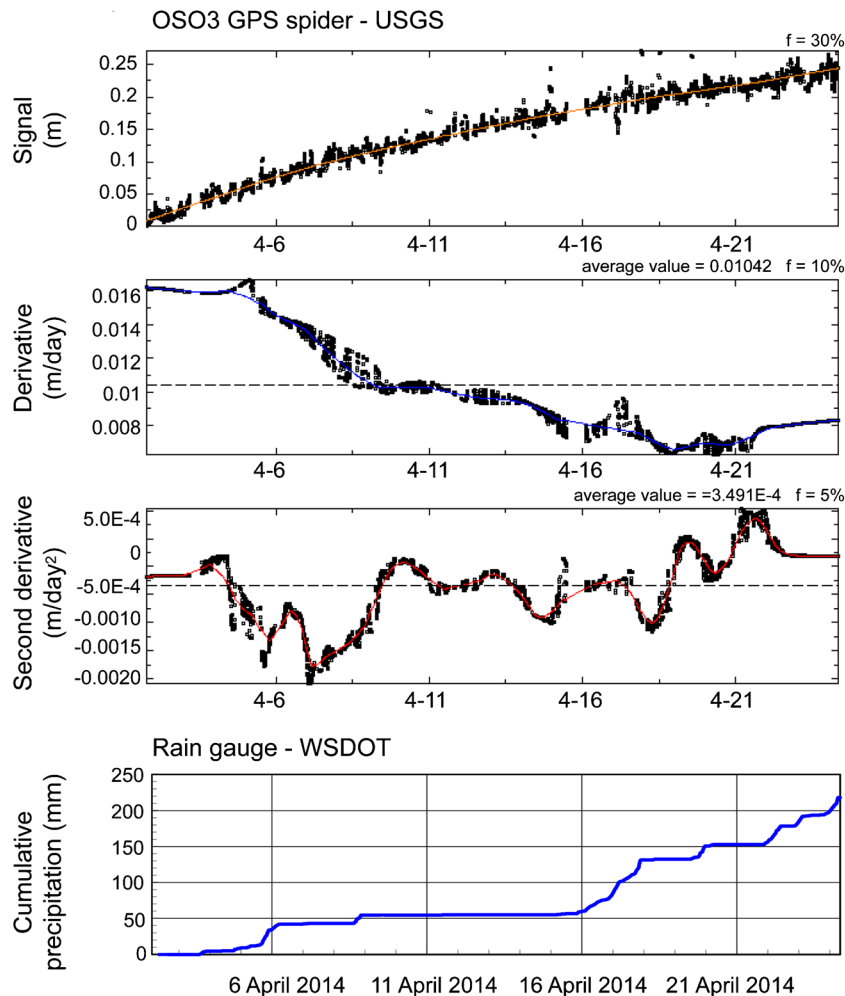 OSO3 GPS spider - USGS
f = 30%
Signal
(m)
0.25
0.2
0.15
0.1
0.05
0
4-6 4-11 4-16 4-21
average value = 0.01042 f = 10%
Derivative
(m/day)
0.016
0.014
0.012
0.01
0.008
4-6 4-11 4-16 4-21
average value = =3.491E-4 f = 5%
Second derivative
(m/day²)
5.0E-4
0
-5.0E-4
-0.0010
-0.0015
-0.0020
4-6 4-11 4-16 4-21
Rain gauge - WSDOT
Cumulative
precipitation (mm)
250
200
150
100
50
0
6 April 2014 11 April 2014 16 April 2014 21 April 2014